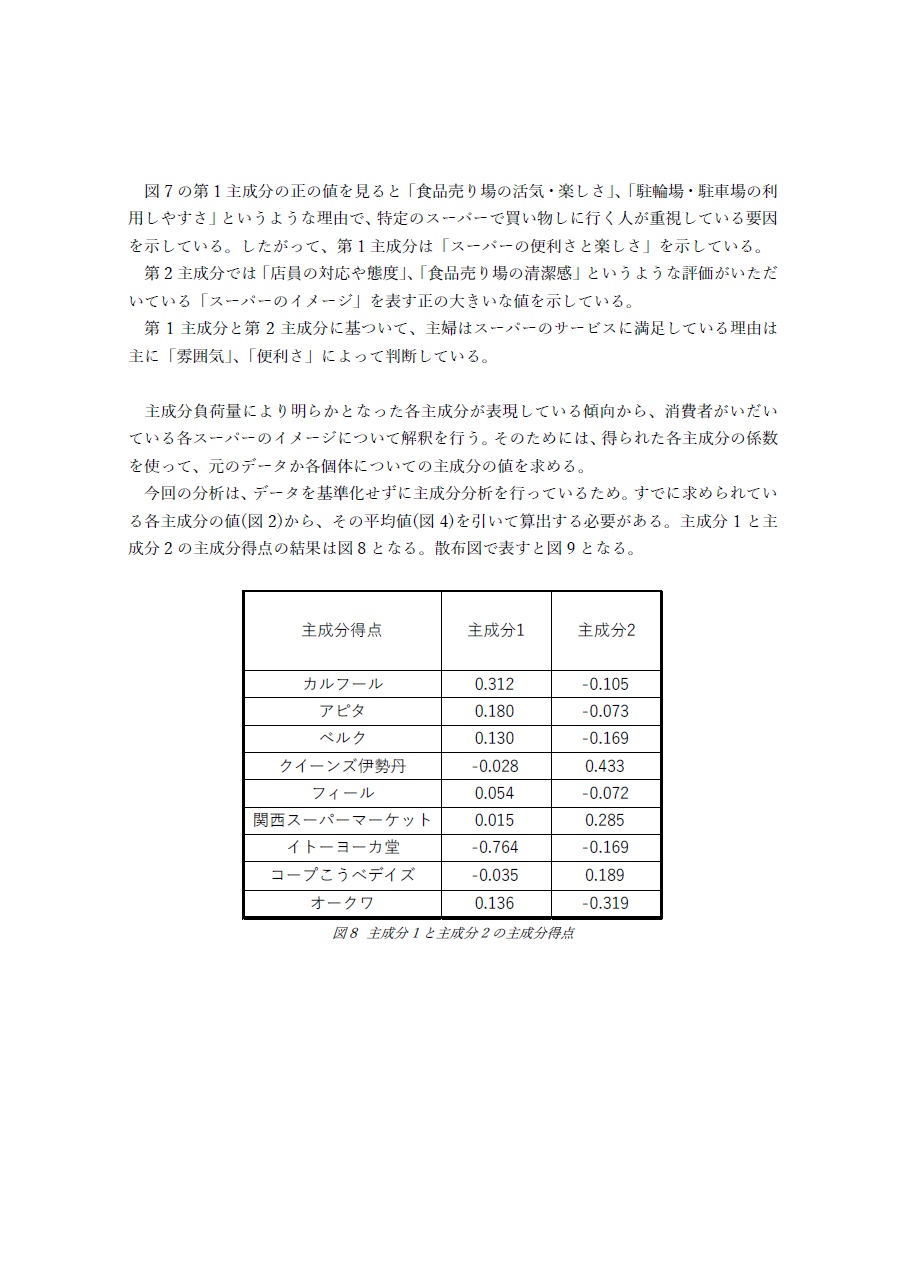 図 7 の第 1 主成分の正の値を見ると「食品売り場の活気・楽しさ」、「駐輪場・駐車場の利
用しやすさ」というような理由で、特定のスーパーで買い物しに行く人が重視している要因
を示している。したがって、第 1 主成分は「スーパーの便利さと楽しさ」を示している。
第 2 主成分では「店員の対応や態度」、「食品売り場の清潔感」というような評価がいただ
いている「スーパーのイメージ」を表す正の大きいな値を示している。
第 1 主成分と第 2 主成分に基ついて、主婦はスーパーのサービスに満足している理由は
主に「雰囲気」、「便利さ」によって判断している。
主成分負荷量により明らかとなった各主成分が表現している傾向から、消費者がいだい
ている各スーパーのイメージについて解釈を行う。そのためには、得られた各主成分の係数
を使って、元のデータか各個体についての主成分の値を求める。
今回の分析は、データを基準化せずに主成分分析を行っているため。すでに求められてい
る各主成分の値(図 2)から、その平均値(図 4)を引いて算出する必要がある。主成分 1 と主
成分 2 の主成分得点の結果は図 8 となる。散布図で表すと図 9 となる。
主成分得点 主成分1 主成分2
カルフール 0.312 -0.105
アピタ 0.180 -0.073
ベルク 0.130 -0.169
クイーンズ伊勢丹 -0.028 0.433
フィール 0.054 -0.072
関西スーパーマーケット 0.015 0.285
イトーヨーカ堂 -0.764 -0.169
コープこうべデイズ -0.035 0.189
オークワ 0.136 -0.319
図 8 主成分 1 と主成分 2 の主成分得点